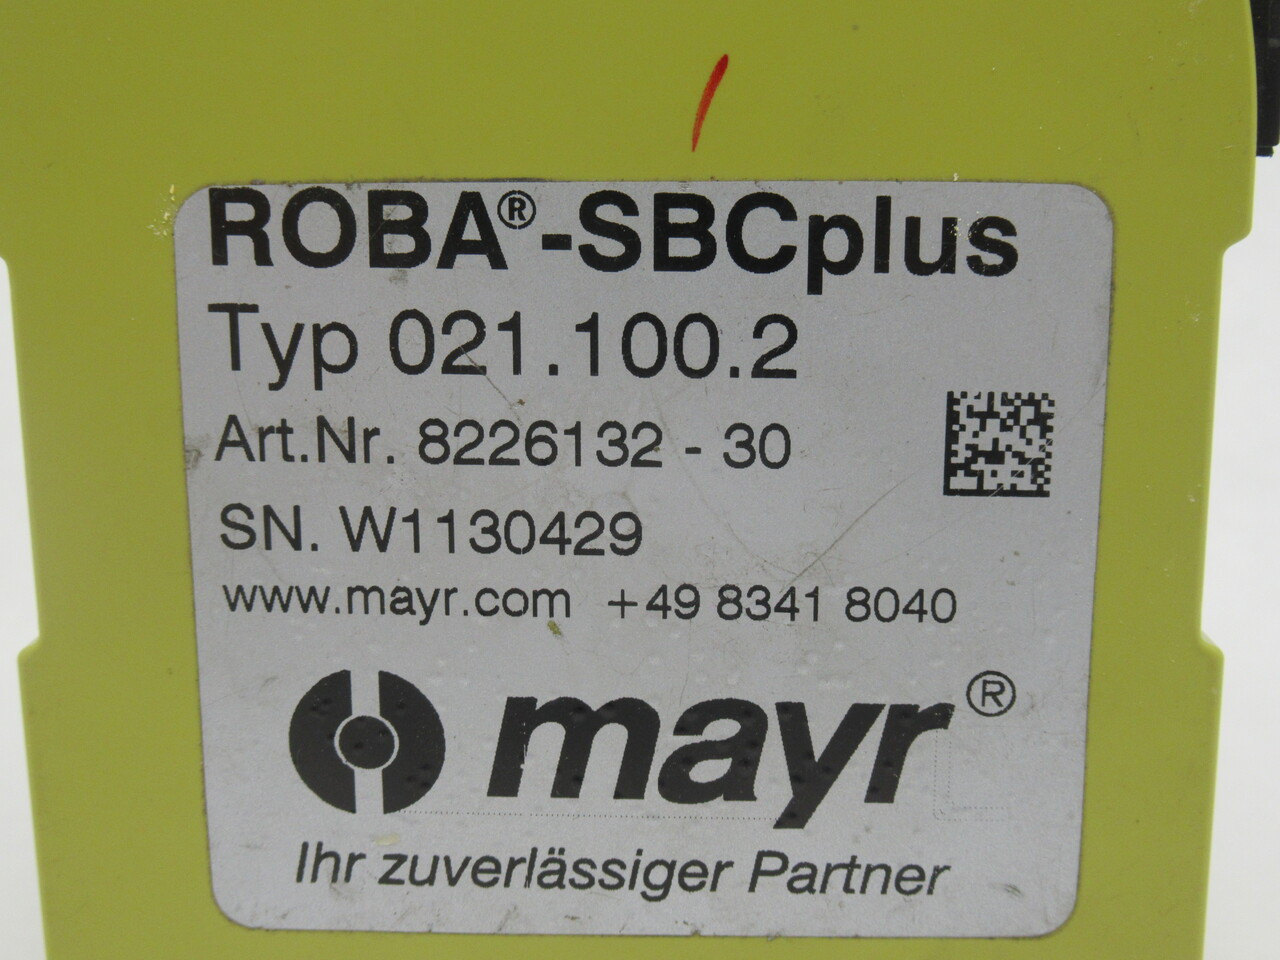 ROBA®-SBCplus
Typ 021.100.2
Art.Nr. 8226132 - 30
SN. W1130429
www.mayr.com +49 8341 8040
mayr®
Ihr zuverlässiger Partner